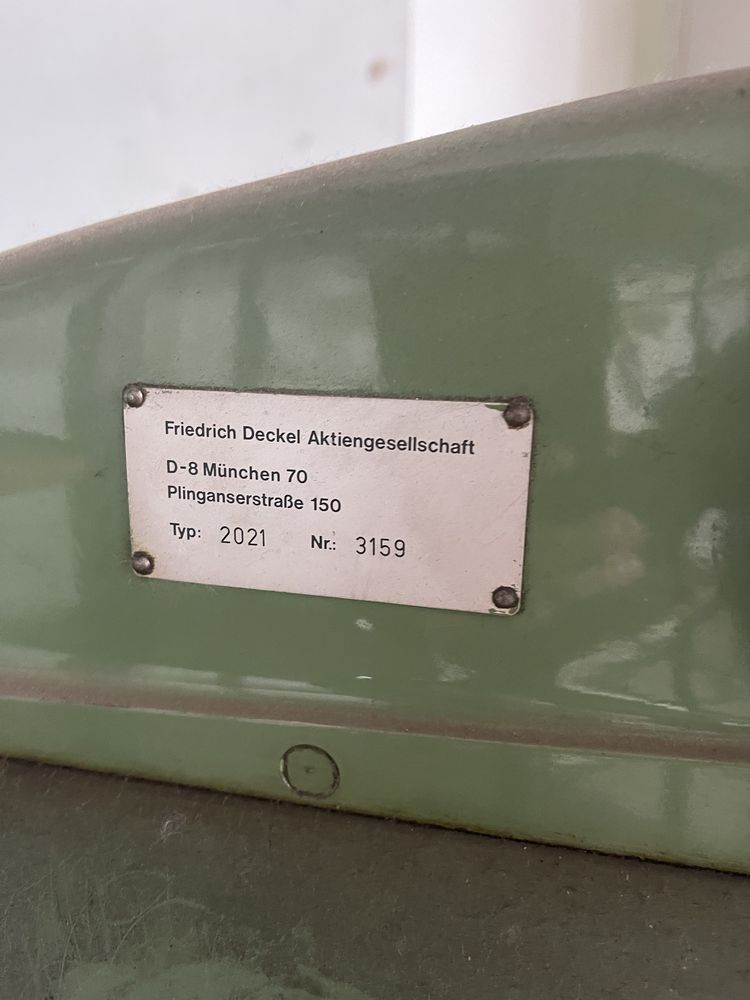 Friedrich Deckel Aktiengesellschaft
D-8 München 70
Plinganserstraße 150
Typ: 2021 Nr.: 3159